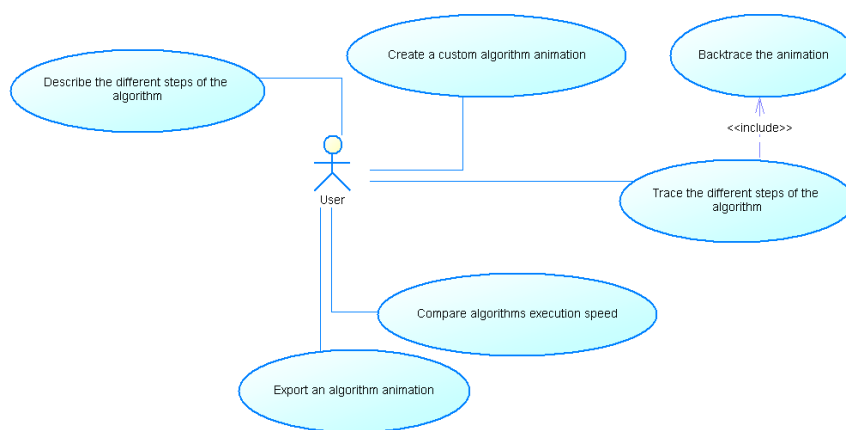 Create a custom algorithm animation
Backtrace the animation
Describe the different steps of the
algorithm
<<include>>
User
Trace the different steps of the
algorithm
Compare algorithms execution speed
Export an algorithm animation